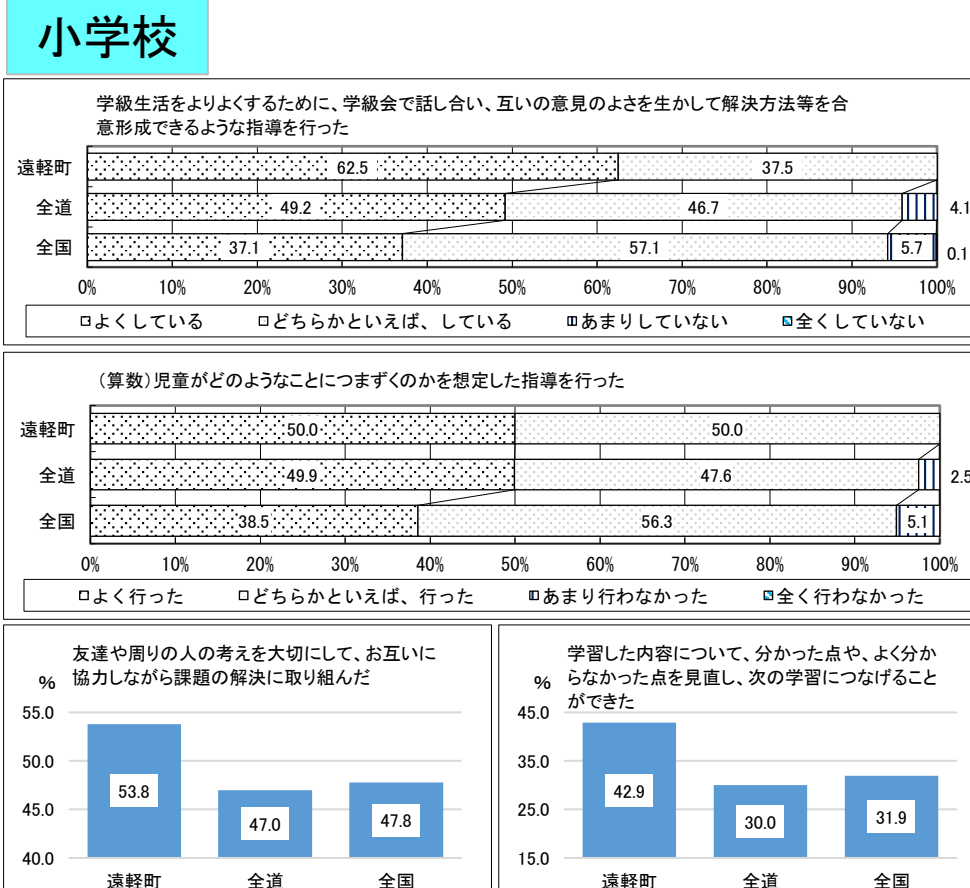 小学校
学級生活をよりよくするために、学級会で話し合い、互いの意見のよさを生かして解決方法等を合
意形成できるような指導を行った
遠軽町 62.5 37.5
全道 49.2 46.7 4.1
全国 37.1 57.1 5.7 0.1
0% 10% 20% 30% 40% 50% 60% 70% 80% 90% 100%
よくしている どちらかといえば、している あまりしていない 全くしていない
（算数）児童がどのようなことにつまずくのかを想定した指導を行った
遠軽町 50.0 50.0
全道 49.9 47.6 2.5
全国 38.5 56.3 5.1
0% 10% 20% 30% 40% 50% 60% 70% 80% 90% 100%
よく行った どちらかといえば、行った あまり行わなかった 全く行わなかった
友達や周りの人の考えを大切にして、お互いに
協力しながら課題の解決に取り組んだ
%
55.0
50.0
45.0
40.0
53.8
47.0
47.8
遠軽町 全道 全国
学習した内容について、分かった点や、よく分か
らなかった点を見直し、次の学習につなげること
ができた
%
45.0
35.0
25.0
15.0
42.9
30.0
31.9
遠軽町 全道 全国